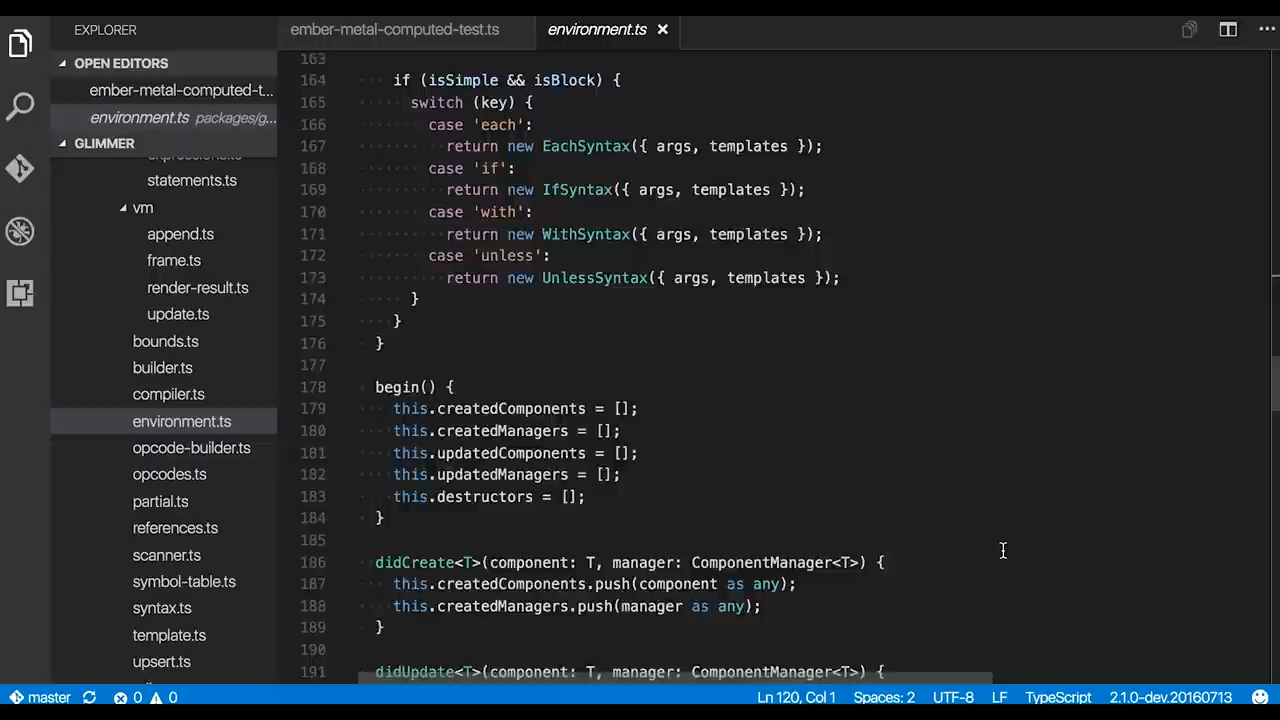 EXPLORER
OPEN EDITORS
ember-metal-computed-t...
environment.ts packages/g...
GLIMMER
expressions.ts
statements.ts
vm
append.ts
frame.ts
render-result.ts
update.ts
bounds.ts
builder.ts
compiler.ts
environment.ts
opcode-builder.ts
opcodes.ts
partial.ts
references.ts
scanner.ts
symbol-table.ts
syntax.ts
template.ts
upsert.ts
ember-metal-computed-test.ts environment.ts
163
164 if (isSimple && isBlock) {
165 switch (key) {
166 case 'each':
167 return new EachSyntax({ args, templates });
168 case 'if':
169 return new IfSyntax({ args, templates });
170 case 'with':
171 return new WithSyntax({ args, templates });
172 case 'unless':
173 return new UnlessSyntax({ args, templates });
174 }
175 }
176 }
177
178 begin() {
179 this.createdComponents = [];
180 this.createdManagers = [];
181 this.updatedComponents = [];
182 this.updatedManagers = [];
183 this.destructors = [];
184 }
185
186 didCreate<T>(component: T, manager: ComponentManager<T>) {
187 this.createdComponents.push(component as any);
188 this.createdManagers.push(manager as any);
189 }
190
191 didUpdate<T>(component: T, manager: ComponentManager<T>) {
master 0 0 Ln 120, Col 1 Spaces: 2 UTF-8 LF TypeScript 2.1.0-dev.20160713